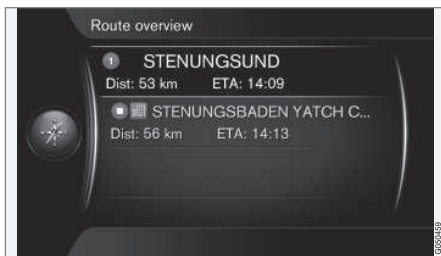 Route overview
1 STENUNGSUND
Dist: 53 km ETA: 14:09
STENUNGSBADEN YATCH C...
Dist: 56 km ETA: 14:13
G050459